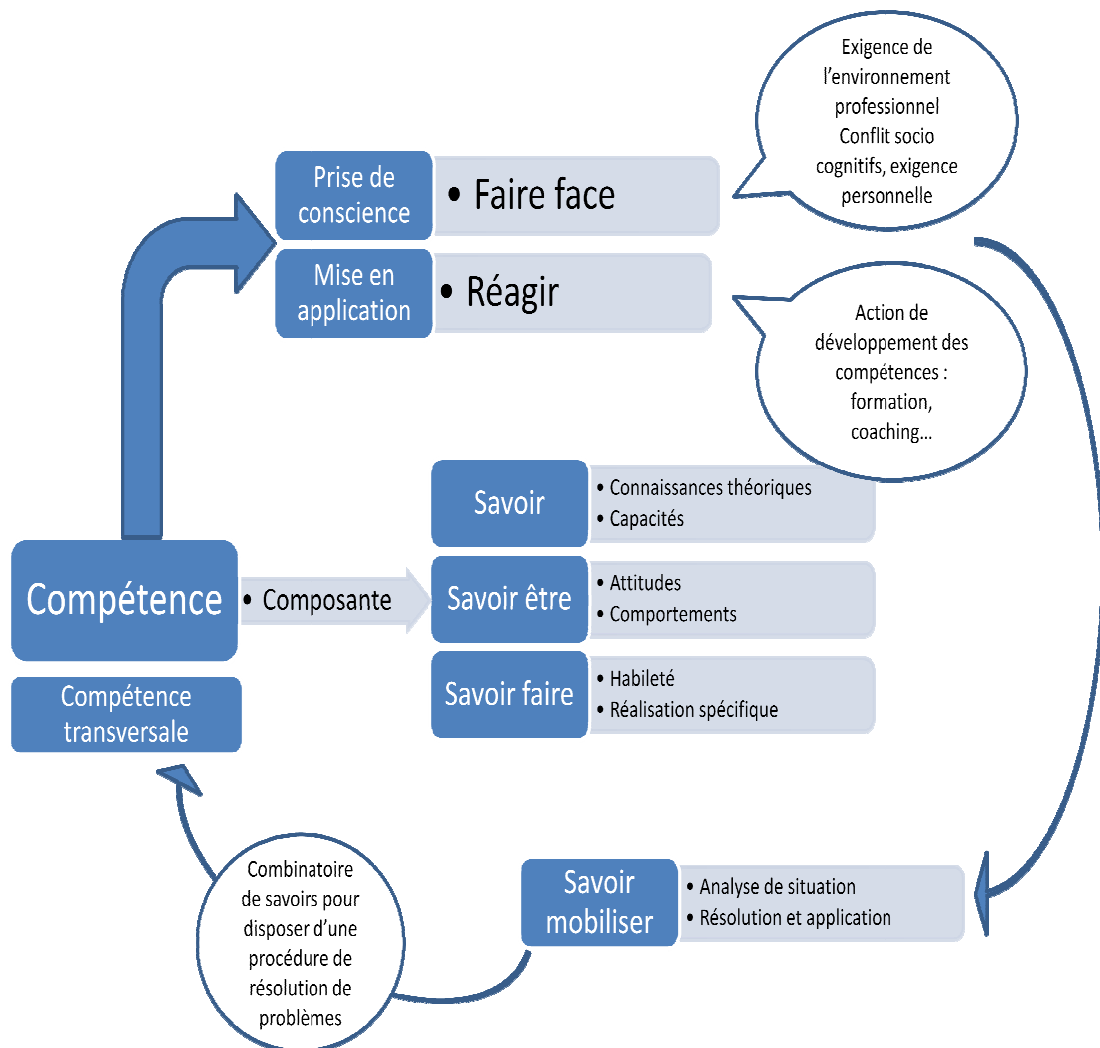 Exigence de
l'environnement
professionnel
Conflit socio
cognitifs, exigence
personnelle
Prise de
conscience
• Faire face
Mise en
application
• Réagir
Action de
développement des
compétences :
formation,
coaching...
Savoir
• Connaissances théoriques
• Capacités
Compétence
• Composante
Savoir être
• Attitudes
• Comportements
Savoir faire
• Habileté
• Réalisation spécifique
Compétence
transversale
Savoir
mobiliser
• Analyse de situation
• Résolution et application
Combinatoire
de savoirs pour
disposer d'une
procédure de
résolution de
problèmes